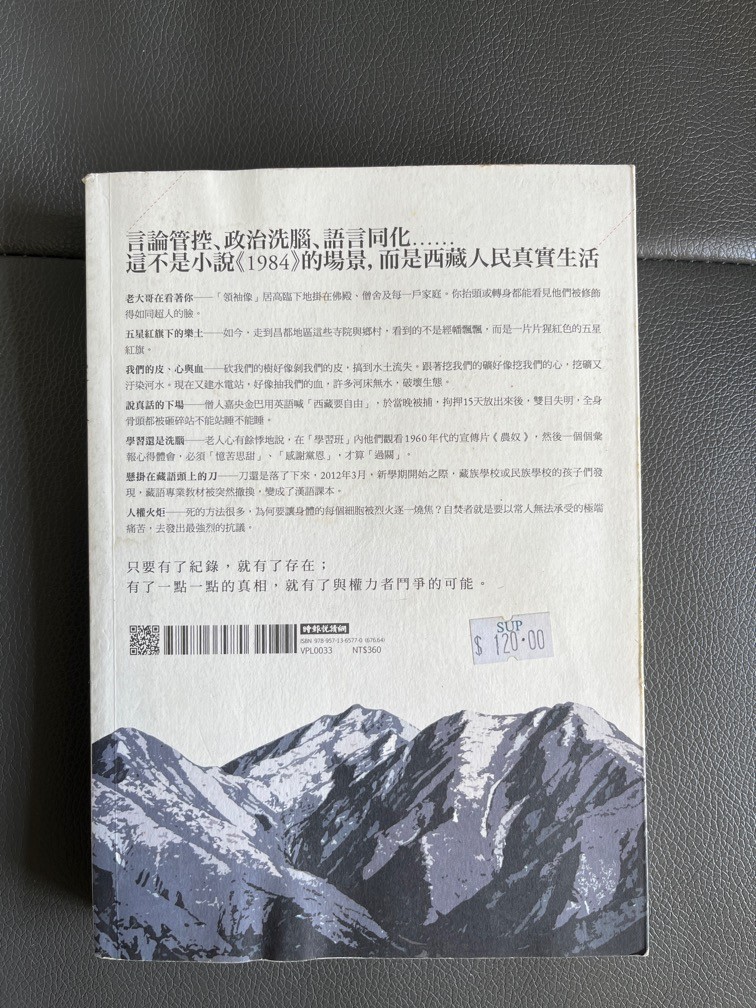 言論管控、政治洗腦、語言同化……
這不是小說《1984》的場景，而是西藏人民真實生活
老大哥在看著你——「領袖像」居高臨下地掛在佛殿、僧舍及每一戶家庭。你抬頭或轉身都能看見他們被修飾
得如同超人的臉。
五星紅旗下的樂土——如今，走到昌都地區這些寺院與鄉村，看到的不是經幡飄飄，而是一片片猩紅色的五星
紅旗。
我們的皮、心與血——砍我們的樹好像剝我們的皮，搞到水土流失。跟著挖我們的礦好像挖我們的心，挖礦又
汙染河水。現在又建水電站，好像抽我們的血，許多河床無水，破壞生態。
說真話的下場——僧人嘉央金巴用英語喊「西藏要自由」，於當晚被捕，拘押15天放出來後，雙目失明，全身
骨頭都被砸碎站不能站睡不能睡。
學習還是洗腦——老人心有餘悸地說，在「學習班」內他們觀看1960年代的宣傳片《農奴》，然後一個個彙
報心得體會，必須「憶苦思甜」、「感謝黨恩」，才算「過關」。
懸掛在藏語頭上的刀——刀還是落了下來，2012年3月，新學期開始之際，藏族學校或民族學校的孩子們發
現，藏語專業教材被突然撤換，變成了漢語課本。
人權火炬——死的方法很多，為何要讓身體的每個細胞被烈火逐一燒焦？自焚者就是要以常人無法承受的極端
痛苦，去發出最強烈的抗議。
只要有了紀錄，就有了存在；
有了一點一點的真相，就有了與權力者鬥爭的可能。
時報悅讀網
ISBN 978-957-13-6577-0 (676.64)
VPL0033 NT$360
SUP
$ 120.00